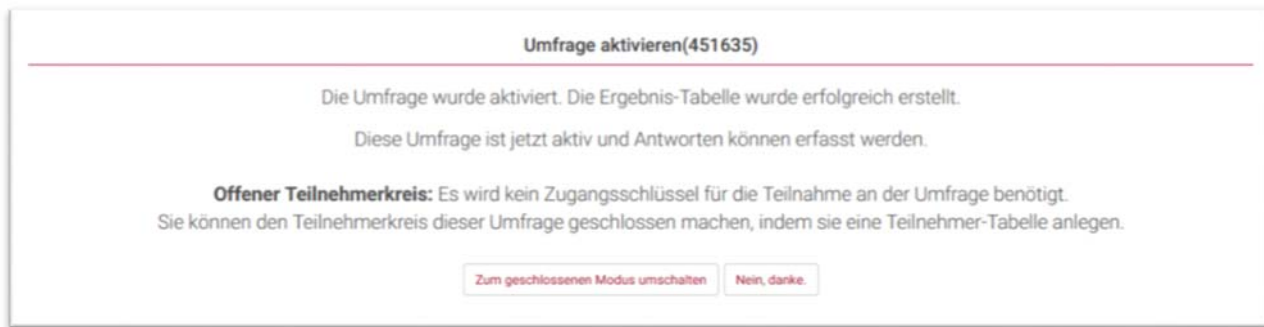 Umfrage aktivieren(451635)
Die Umfrage wurde aktiviert. Die Ergebnis-Tabelle wurde erfolgreich erstellt.
Diese Umfrage ist jetzt aktiv und Antworten können erfasst werden.
Offener Teilnehmerkreis: Es wird kein Zugangsschlüssel für die Teilnahme an der Umfrage benötigt.
Sie können den Teilnehmerkreis dieser Umfrage geschlossen machen, indem sie eine Teilnehmer-Tabelle anlegen.
Zum geschlossenen Modus umschalten Nein, danke.